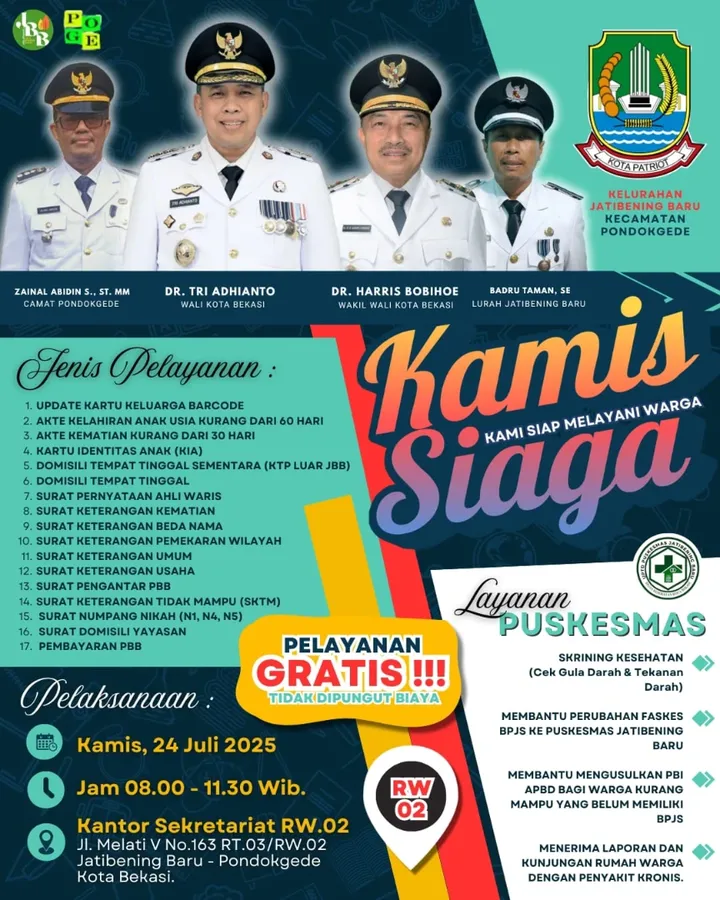 JBB
POGE
KOTA PATRIOT
KELURAHAN
JATIBENING BARU
KECAMATAN
PONDOKGEDE
ZAINAL ABIDIN S., ST. MM
CAMAT PONDOKGEDE
DR. TRI ADHIANTO
WALI KOTA BEKASI
DR. HARRIS BOBIHOE
WAKIL WALI KOTA BEKASI
BADRU TAMAN, SE
LURAH JATIBENING BARU
Kamis
KAMI SIAP MELAYANI WARGA
Siaga
Jenis Pelayanan :
1. UPDATE KARTU KELUARGA BARCODE
2. AKTE KELAHIRAN ANAK USIA KURANG DARI 60 HARI
3. AKTE KEMATIAN KURANG DARI 30 HARI
4. KARTU IDENTITAS ANAK (KIA)
5. DOMISILI TEMPAT TINGGAL SEMENTARA (KTP LUAR JBB)
6. DOMISILI TEMPAT TINGGAL
7. SURAT PERNYATAAN AHLI WARIS
8. SURAT KETERANGAN KEMATIAN
9. SURAT KETERANGAN BEDA NAMA
10. SURAT KETERANGAN PEMEKARAN WILAYAH
11. SURAT KETERANGAN UMUM
12. SURAT KETERANGAN USAHA
13. SURAT PENGANTAR PBB
14. SURAT KETERANGAN TIDAK MAMPU (SKTM)
15. SURAT NUMPANG NIKAH (N1, N4, N5)
16. SURAT DOMISILI YAYASAN
17. PEMBAYARAN PBB
PELAYANAN
GRATIS !!!
TIDAK DIPUNGUT BIAYA
Pelaksanaan :
Kamis, 24 Juli 2025
Jam 08.00 - 11.30 Wib.
Kantor Sekretariat RW.02
Jl. Melati V No.163 RT.03/RW.02
Jatibening Baru - Pondokgede
Kota Bekasi.
RW
02
UPTD PUSKESMAS JATIBENING BARU
Layanan
PUSKESMAS
SKRINING KESEHATAN
(Cek Gula Darah & Tekanan
Darah)
MEMBANTU PERUBAHAN FASKES
BPJS KE PUSKESMAS JATIBENING
BARU
MEMBANTU MENGUSULKAN PBI
APBD BAGI WARGA KURANG
MAMPU YANG BELUM MEMILIKI
BPJS
MENERIMA LAPORAN DAN
KUNJUNGAN RUMAH WARGA
DENGAN PENYAKIT KRONIS.